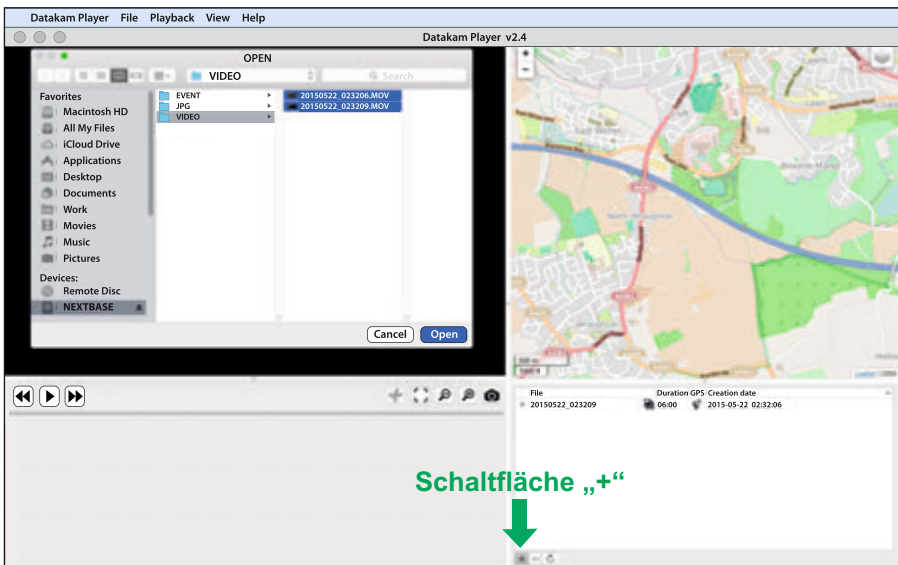 Datakam Player File Playback View Help
Datakam Player v2.4
OPEN
VIDEO
Search
Favorites
Macintosh HD
All My Files
iCloud Drive
Applications
Desktop
Documents
Work
Movies
Music
Pictures
Devices:
Remote Disc
NEXTBASE
EVENT
JPG
VIDEO
20150522_023206.MOV
20150522_023209.MOV
Cancel Open
File Duration GPS Creation date
20150522_023209 06:00 2015-05-22 02:32:06
Schaltfläche „+“